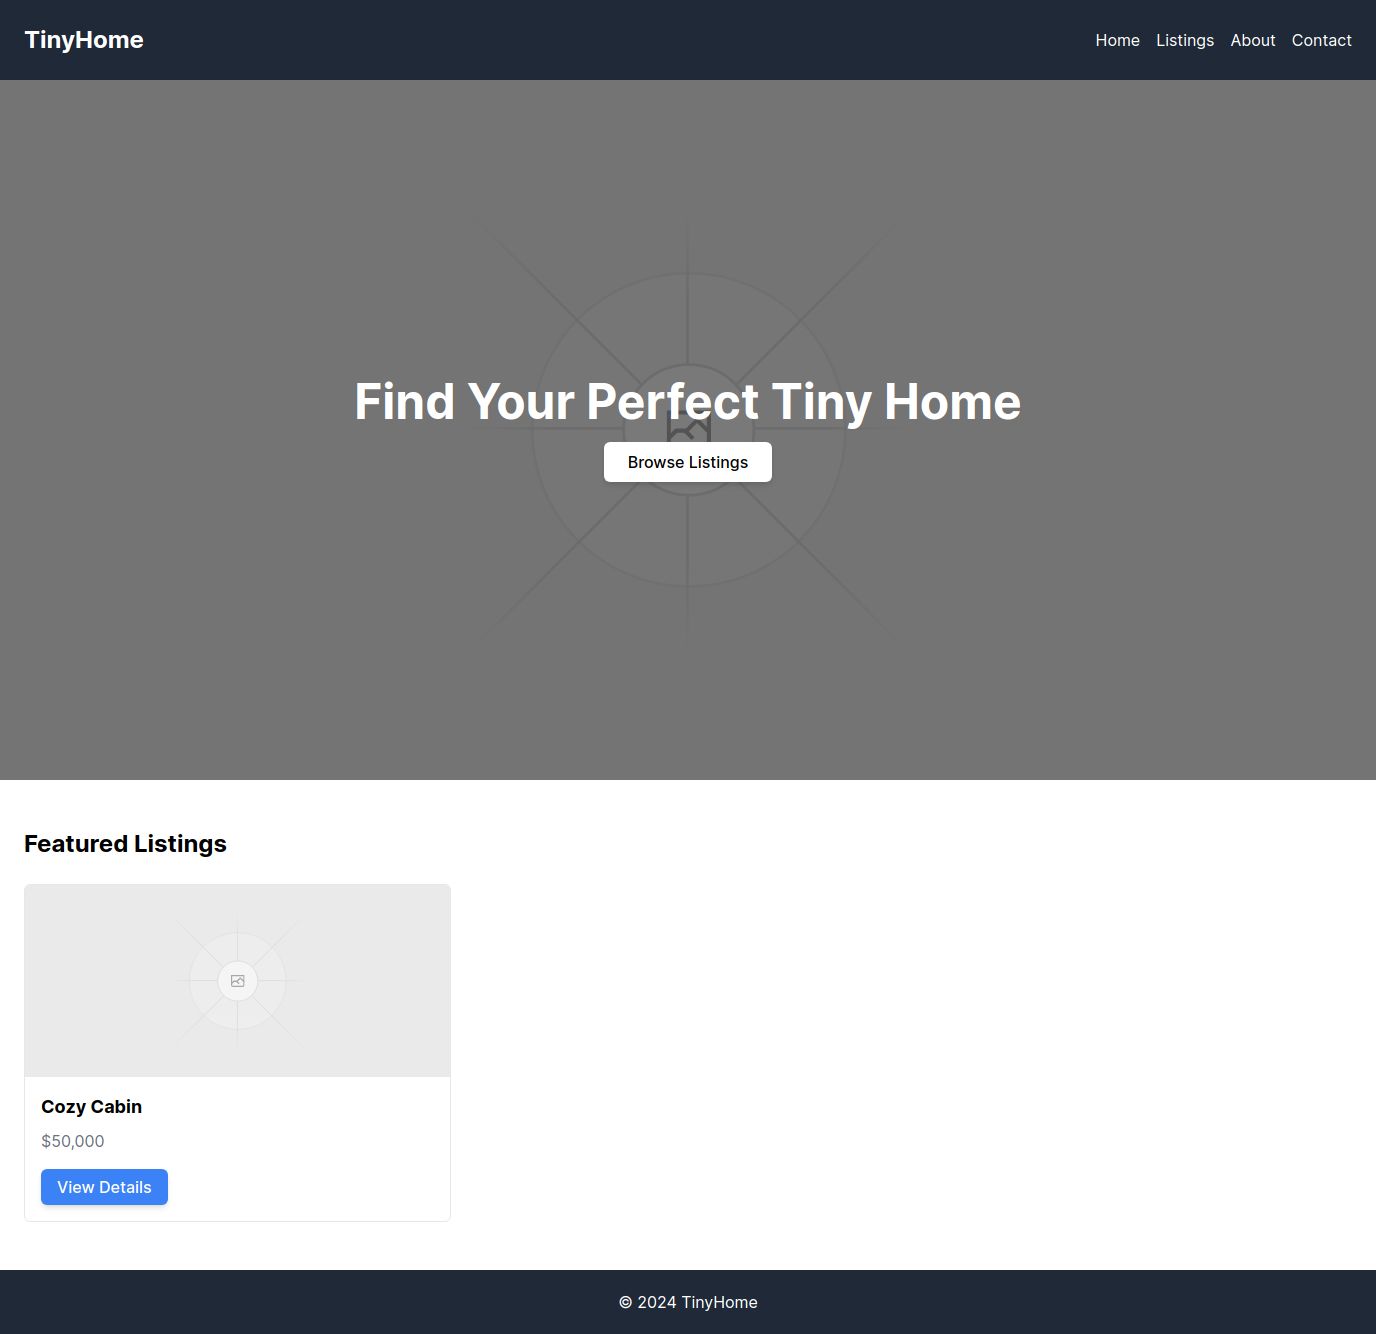 TinyHome
Home Listings About Contact
Find Your Perfect Tiny Home
Browse Listings
Featured Listings
Cozy Cabin
$50,000
View Details
© 2024 TinyHome